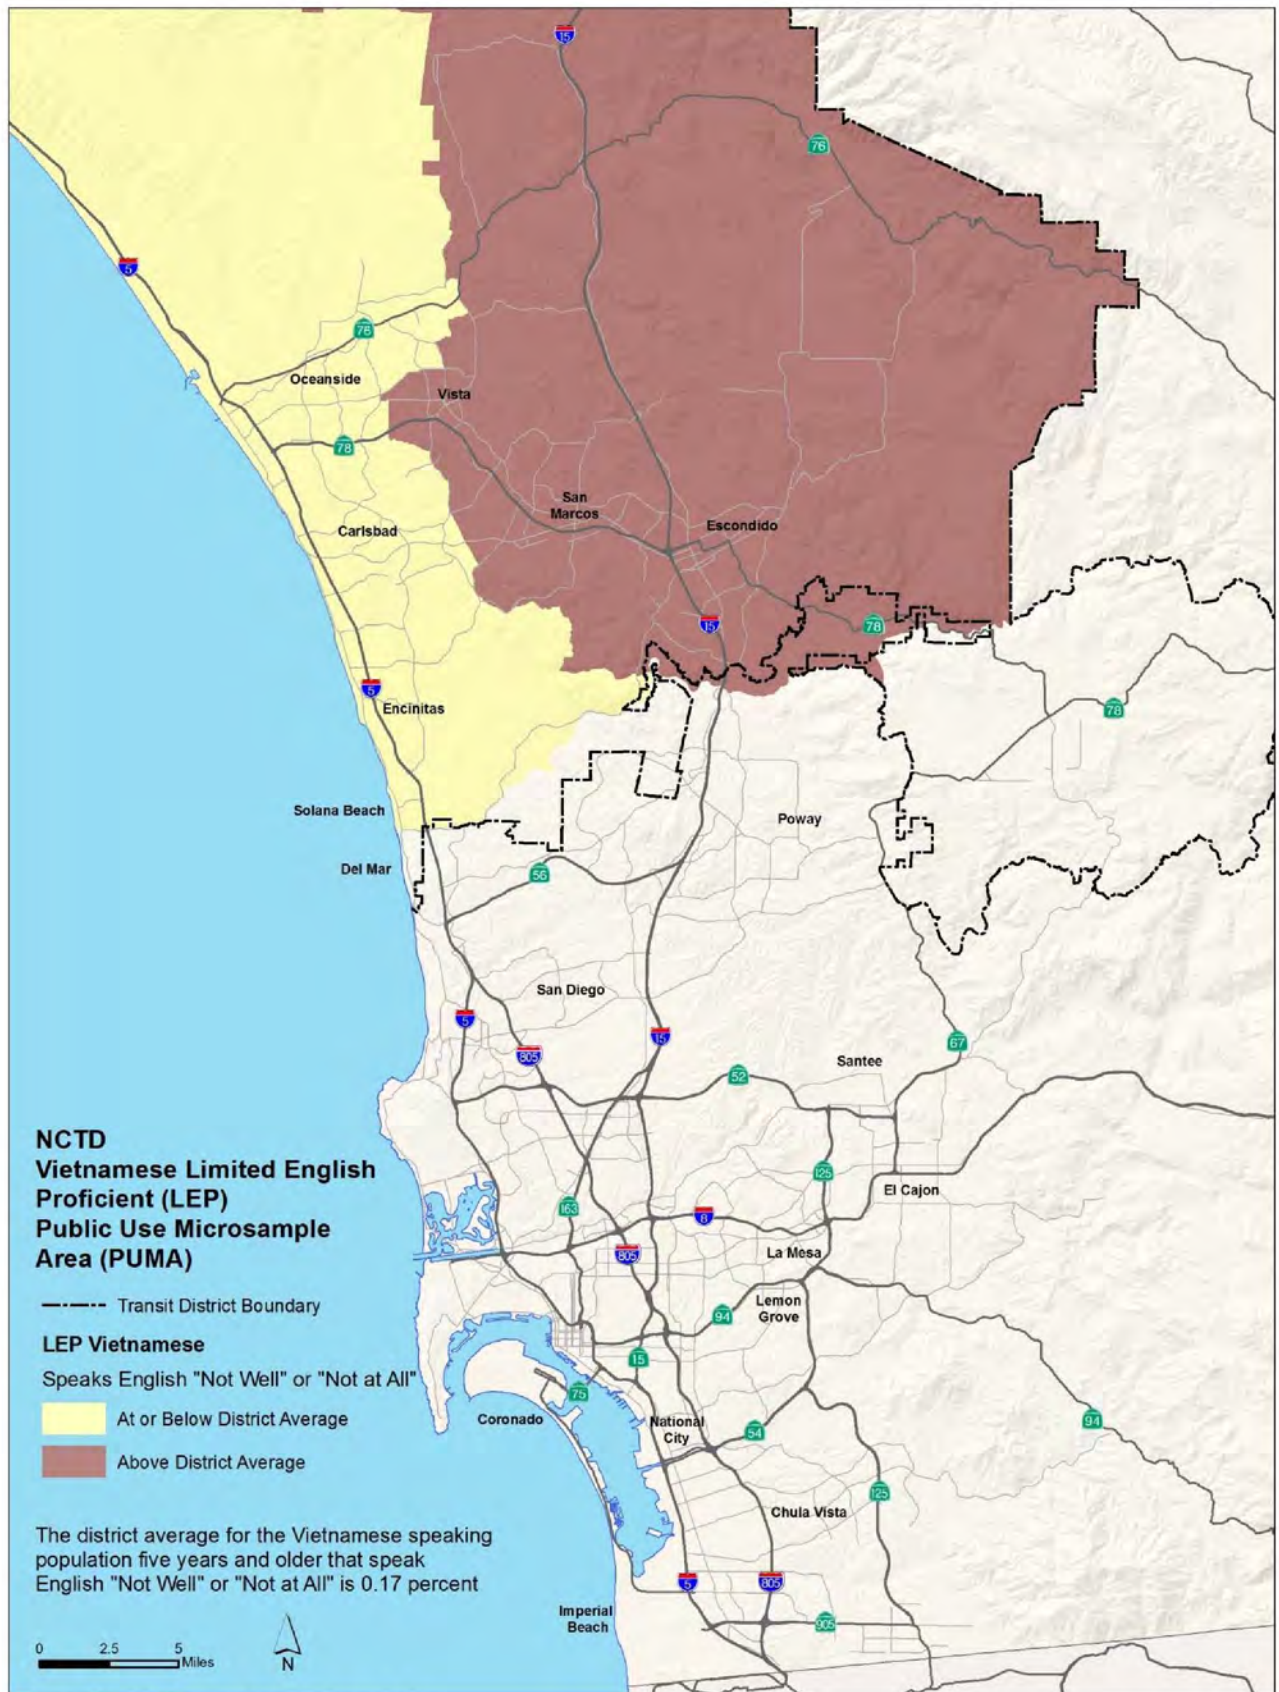 15
76
5
78
Oceanside
Vista
78
San
Marcos
Escondido
Carlsbad
15
78
5
Encinitas
78
Solana Beach
Poway
Del Mar
56
San Diego
5
15
805
67
Santee
52
NCTD
Vietnamese Limited English
Proficient (LEP)
Public Use Microsample
Area (PUMA)
125
El Cajon
163
8
805
La Mesa
Transit District Boundary
Lemon
Grove
94
LEP Vietnamese
15
Speaks English "Not Well" or "Not at All"
75
At or Below District Average
Coronado
National
City
54
94
Above District Average
125
Chula Vista
The district average for the Vietnamese speaking
population five years and older that speak
English "Not Well" or "Not at All" is 0.17 percent
5
805
Imperial
Beach
905
0 2.5 5
Miles
N